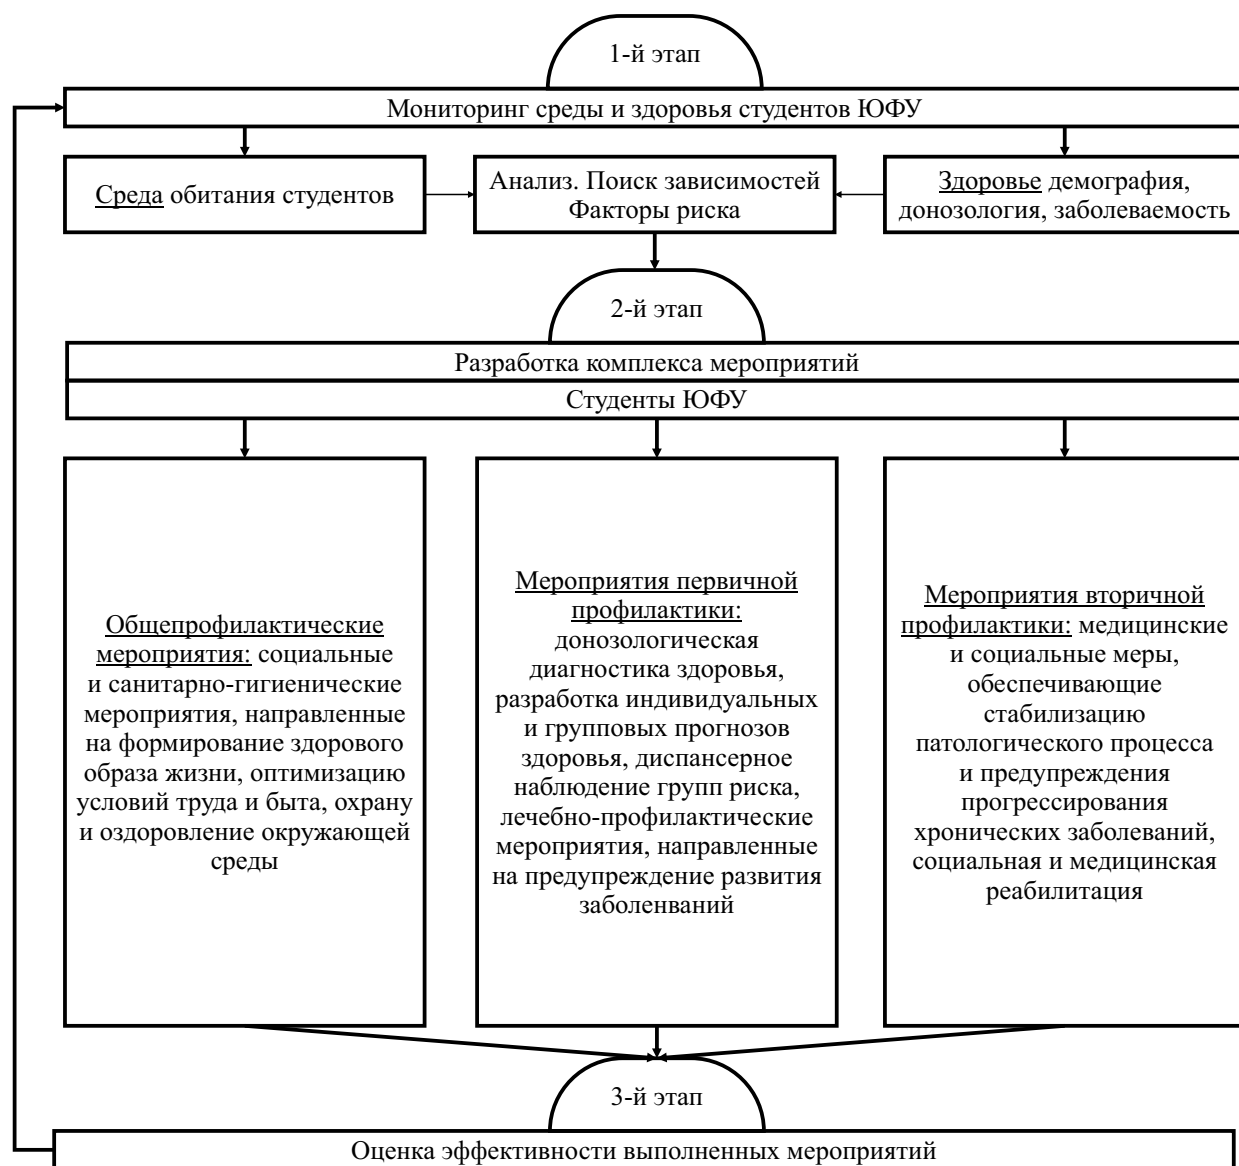 1-й этап
Мониторинг среды и здоровья студентов ЮФУ
Среда обитания студентов
Анализ. Поиск зависимостей
Факторы риска
Здоровье демография,
донозология, заболеваемость
2-й этап
Разработка комплекса мероприятий
Студенты ЮФУ
Общепрофилактические
мероприятия: социальные
и санитарно-гигиенические
мероприятия, направленные
на формирование здорового
образа жизни, оптимизацию
условий труда и быта, охрану
и оздоровление окружающей
среды
Мероприятия первичной
профилактики:
донозологическая
диагностика здоровья,
разработка индивидуальных
и групповых прогнозов
здоровья, диспансерное
наблюдение групп риска,
лечебно-профилактические
мероприятия, направленные
на предупреждение развития
заболенваний
Мероприятия вторичной
профилактики: медицинские
и социальные меры,
обеспечивающие
стабилизацию
патологического процесса
и предупреждения
прогрессирования
хронических заболеваний,
социальная и медицинская
реабилитация
3-й этап
Оценка эффективности выполненных мероприятий